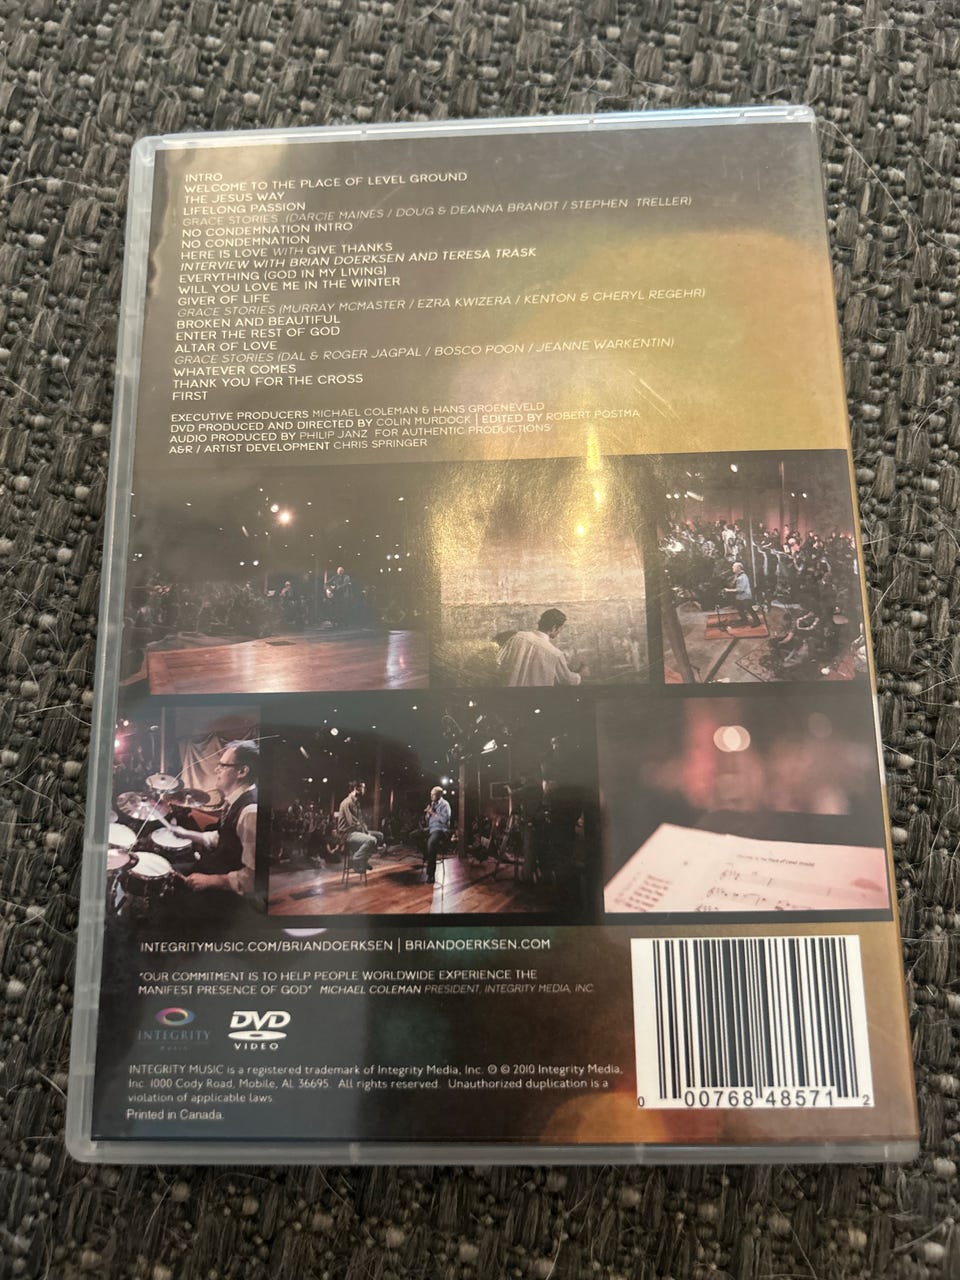 INTRO
WELCOME TO THE PLACE OF LEVEL GROUND
THE JESUS WAY
LIFELONG PASSION
GRACE STORIES (DARCIE MAINES / DOUG & DEANNA BRANDT / STEPHEN TRELLER)
NO CONDEMNATION INTRO
NO CONDEMNATION
HERE IS LOVE WITH GIVE THANKS
INTERVIEW WITH BRIAN DOERKSEN AND TERESA TRASK
EVERYTHING (GOD IN MY LIVING)
WILL YOU LOVE ME IN THE WINTER
GIVER OF LIFE
GRACE STORIES (MURRAY MCMASTER / EZRA KWIZERA / KENTON & CHERYL REGEHR)
BROKEN AND BEAUTIFUL
ENTER THE REST OF GOD
ALTAR OF LOVE
GRACE STORIES (DAL & ROGER JAGPAL / BOSCO POON / JEANNE WARKENTIN)
WHATEVER COMES
THANK YOU FOR THE CROSS
FIRST
EXECUTIVE PRODUCERS MICHAEL COLEMAN & HANS GROENEVELD
DVD PRODUCED AND DIRECTED BY COLIN MURDOCK | EDITED BY ROBERT POSTMA
AUDIO PRODUCED BY PHILIP JANZ FOR AUTHENTIC PRODUCTIONS
A&R / ARTIST DEVELOPMENT CHRIS SPRINGER
INTEGRITYMUSIC.COM/BRIANDOERKSEN | BRIANDOERKSEN.COM
"OUR COMMITMENT IS TO HELP PEOPLE WORLDWIDE EXPERIENCE THE
MANIFEST PRESENCE OF GOD" MICHAEL COLEMAN PRESIDENT, INTEGRITY MEDIA, INC.
INTEGRITY
MUSIC
DVD
VIDEO
INTEGRITY MUSIC is a registered trademark of Integrity Media, Inc. ℗ © 2010 Integrity Media,
Inc. 1000 Cody Road, Mobile, AL 36695. All rights reserved. Unauthorized duplication is a
violation of applicable laws.
Printed in Canada.
0 00768 48571 2